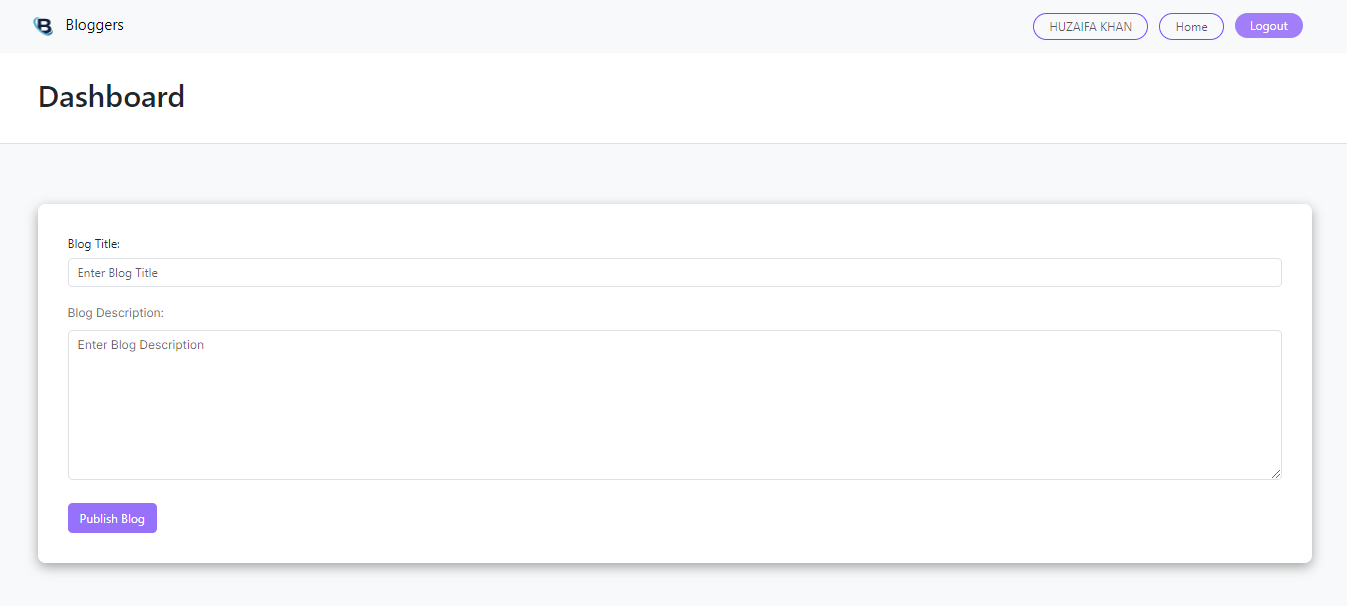 Bloggers
HUZAIFA KHAN Home Logout
Dashboard
Blog Title:
Enter Blog Title
Blog Description:
Enter Blog Description
Publish Blog